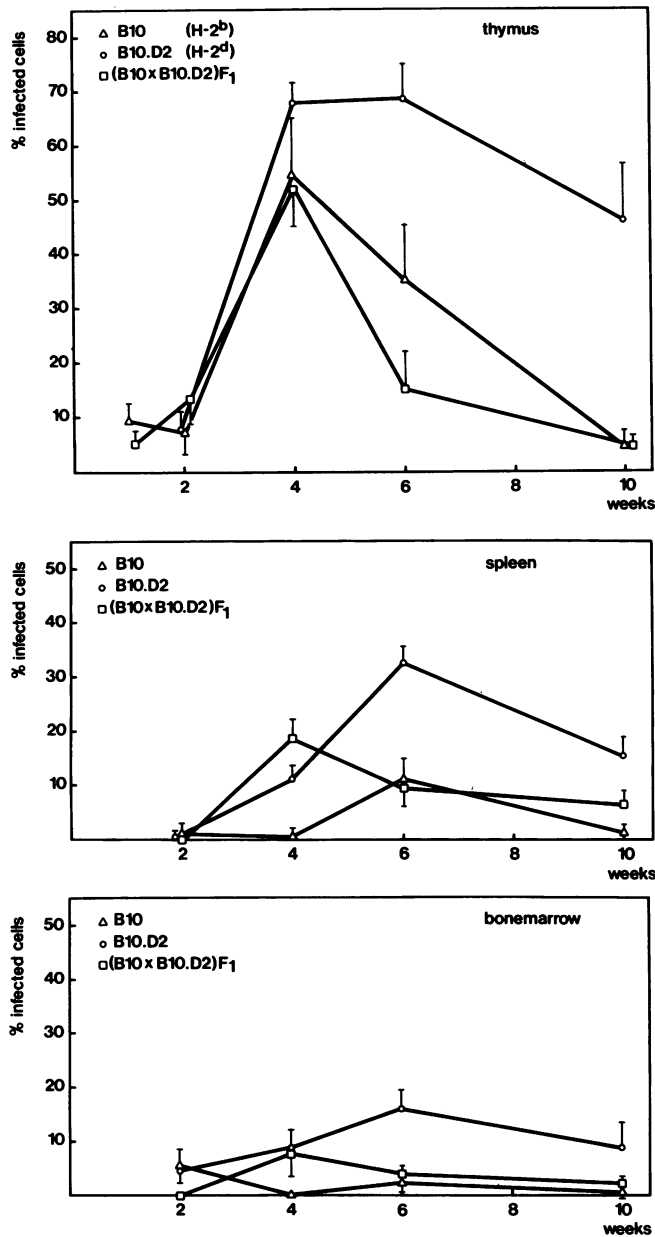 % infected cells
80
70
60
50
40
30
20
10
△ B10 (H-2ᵇ)
○ B10.D2 (H-2ᵈ)
□ (B10 x B10.D2)F₁
thymus
2 4 6 8 10
weeks
% infected cells
50
40
30
20
10
△ B10
○ B10.D2
□ (B10 x B10.D2)F₁
spleen
2 4 6 8 10
weeks
% infected cells
50
40
30
20
10
△ B10
○ B10.D2
□ (B10 x B10.D2)F₁
bonemarrow
2 4 6 8 10
weeks